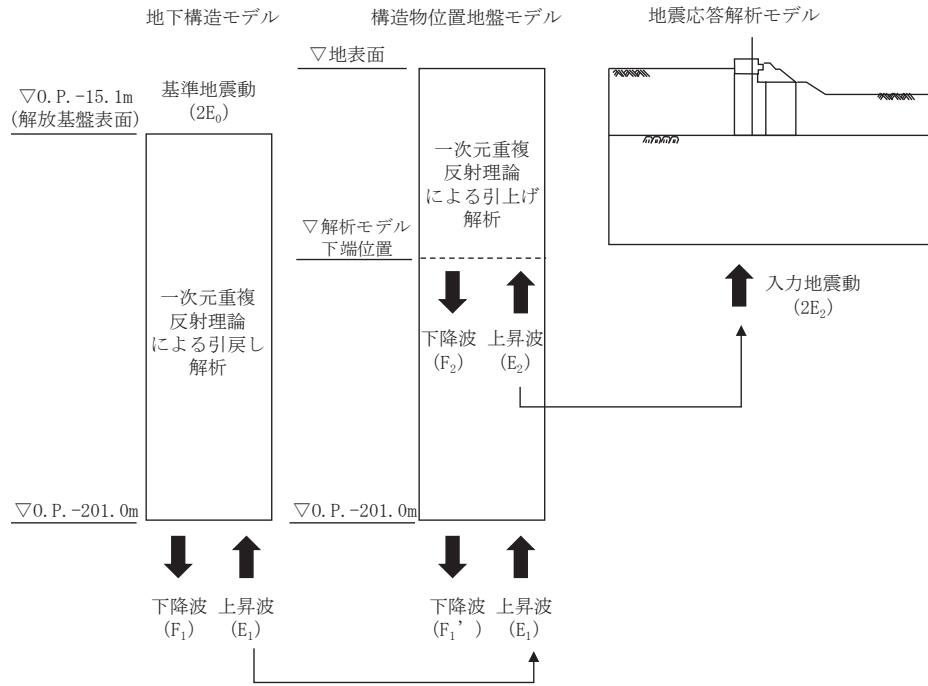 地下構造モデル
▽O.P.-15.1m
(解放基盤表面)
基準地震動
(2E₀)
一次元重複
反射理論
による引戻し
解析
▽O.P.-201.0m
下降波
(F₁)
上昇波
(E₁)
構造物位置地盤モデル
▽地表面
一次元重複
反射理論
による引上げ
解析
▽解析モデル
下端位置
下降波
(F₂)
上昇波
(E₂)
▽O.P.-201.0m
下降波
(F₁’)
上昇波
(E₁)
地震応答解析モデル
入力地震動
(2E₂)